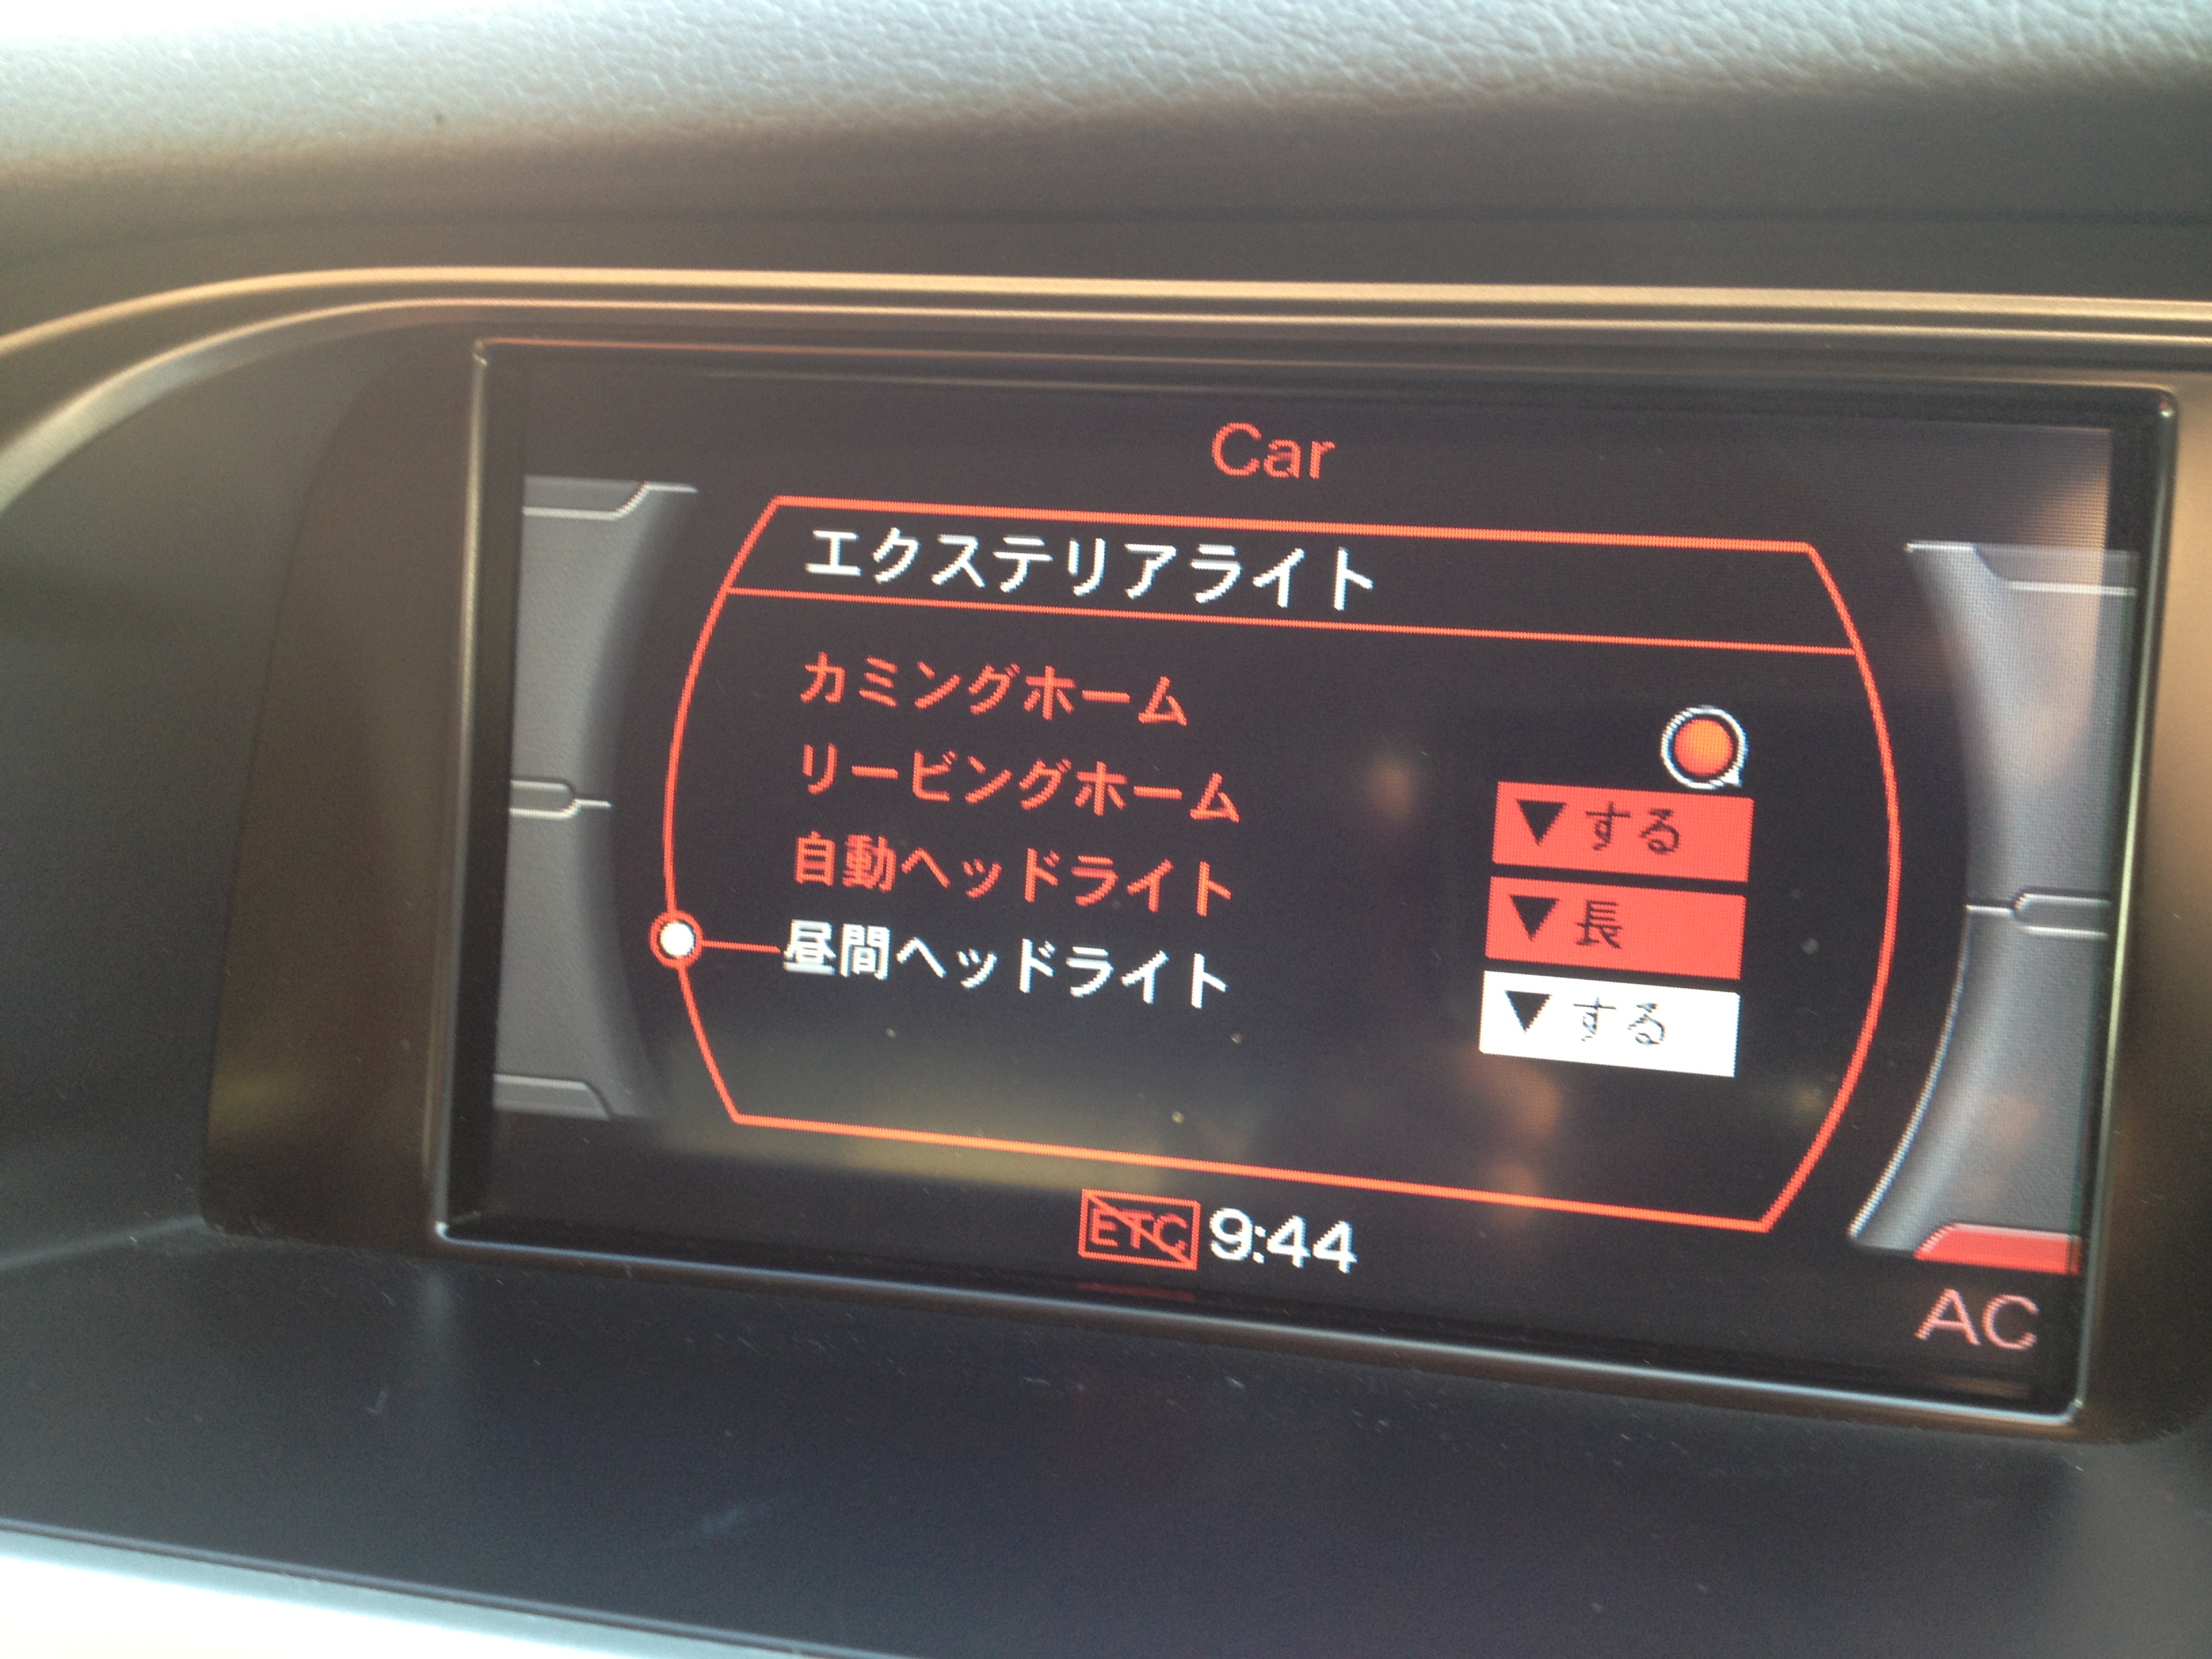 Car
エクステリアライト
カミングホーム
リービングホーム ▼する
自動ヘッドライト ▼長
昼間ヘッドライト ▼する
ETC 9:44
AC